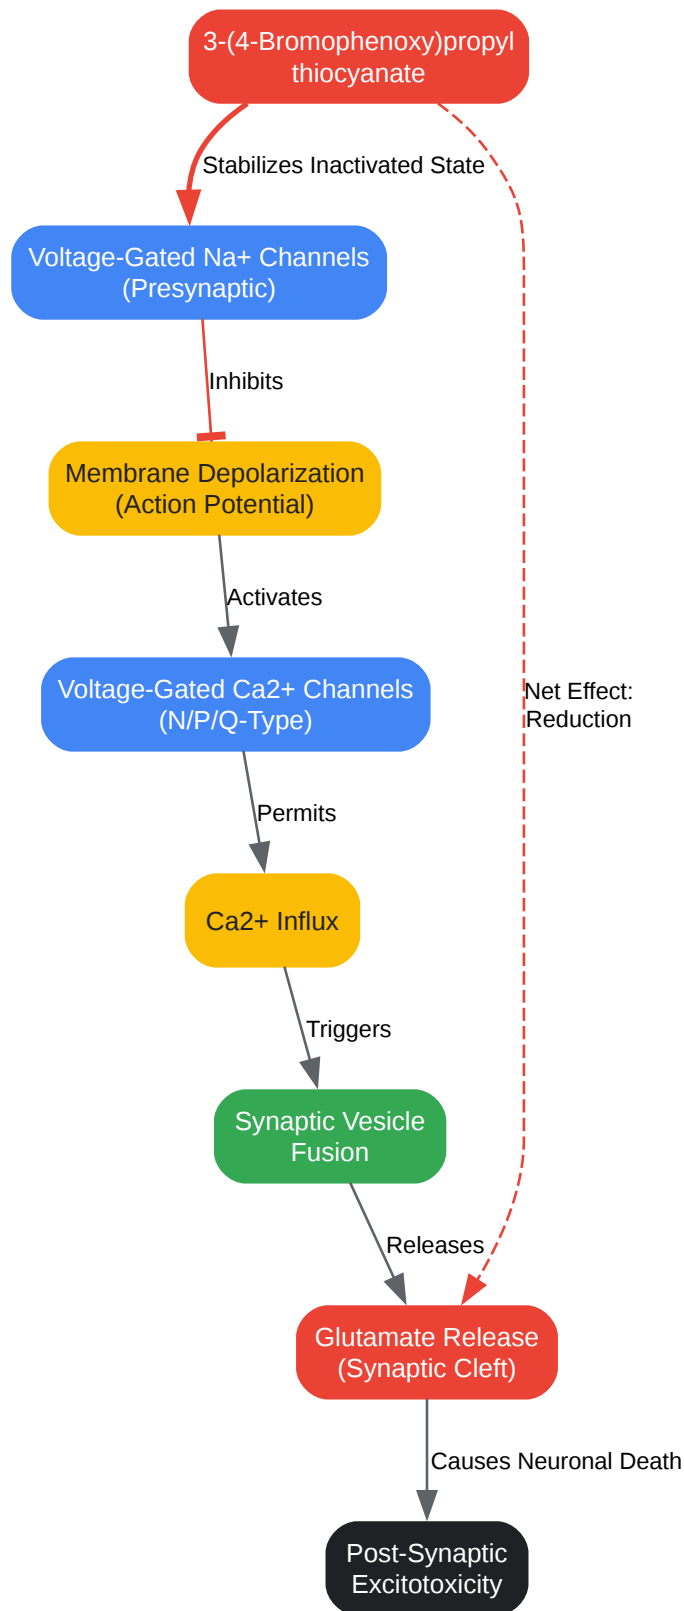 3-(4-Bromophenoxy)propyl
thiocyanate
Stabilizes Inactivated State
Voltage-Gated Na+ Channels
(Presynaptic)
Inhibits
Membrane Depolarization
(Action Potential)
Activates
Voltage-Gated Ca2+ Channels
(N/P/Q-Type)
Net Effect:
Reduction
Permits
Ca2+ Influx
Triggers
Synaptic Vesicle
Fusion
Releases
Glutamate Release
(Synaptic Cleft)
Causes Neuronal Death
Post-Synaptic
Excitotoxicity